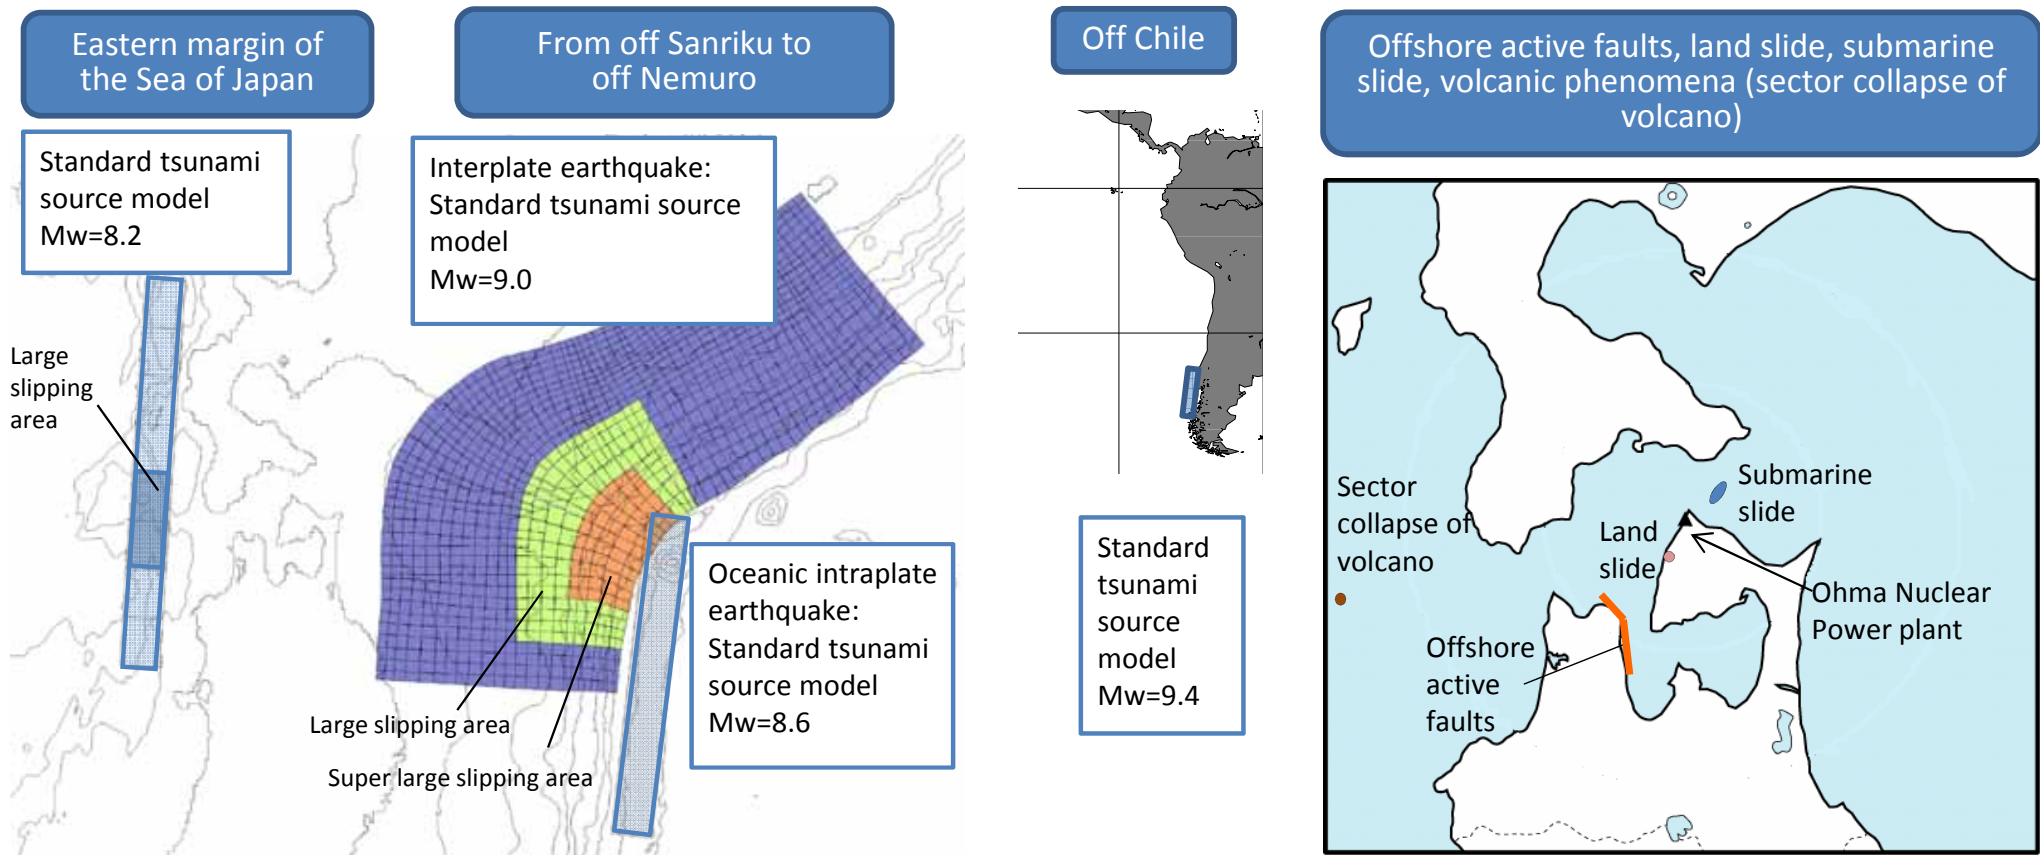 Eastern margin of
the Sea of Japan
From off Sanriku to
off Nemuro
Off Chile
Offshore active faults, land slide, submarine
slide, volcanic phenomena (sector collapse of
volcano)
Standard tsunami
source model
Mw=8.2
Interplate earthquake:
Standard tsunami source
model
Mw=9.0
Large
slipping
area
Oceanic intraplate
earthquake:
Standard tsunami
source model
Mw=8.6
Large slipping area
Super large slipping area
Standard
tsunami
source
model
Mw=9.4
Sector
collapse of
volcano
Submarine
slide
Land
slide
Ohma Nuclear
Power plant
Offshore
active
faults